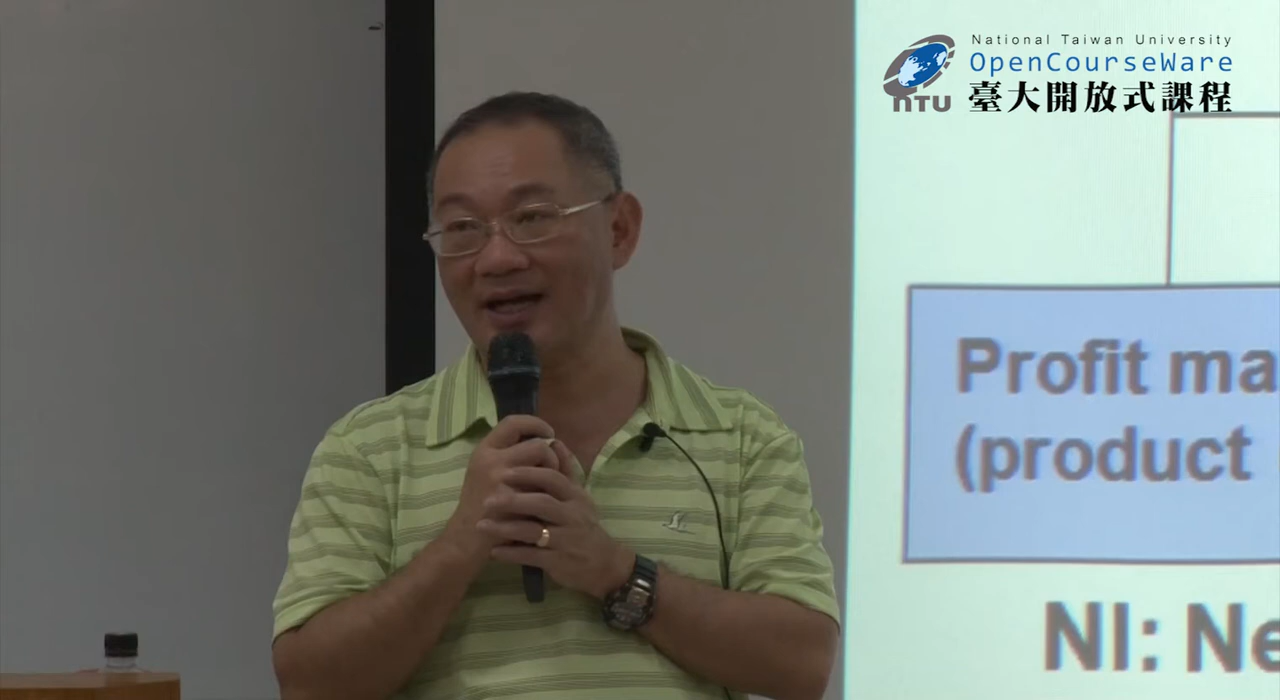 National Taiwan University
OpenCourseWare
NTU
臺大開放式課程
Profit ma
(product
NI: Ne